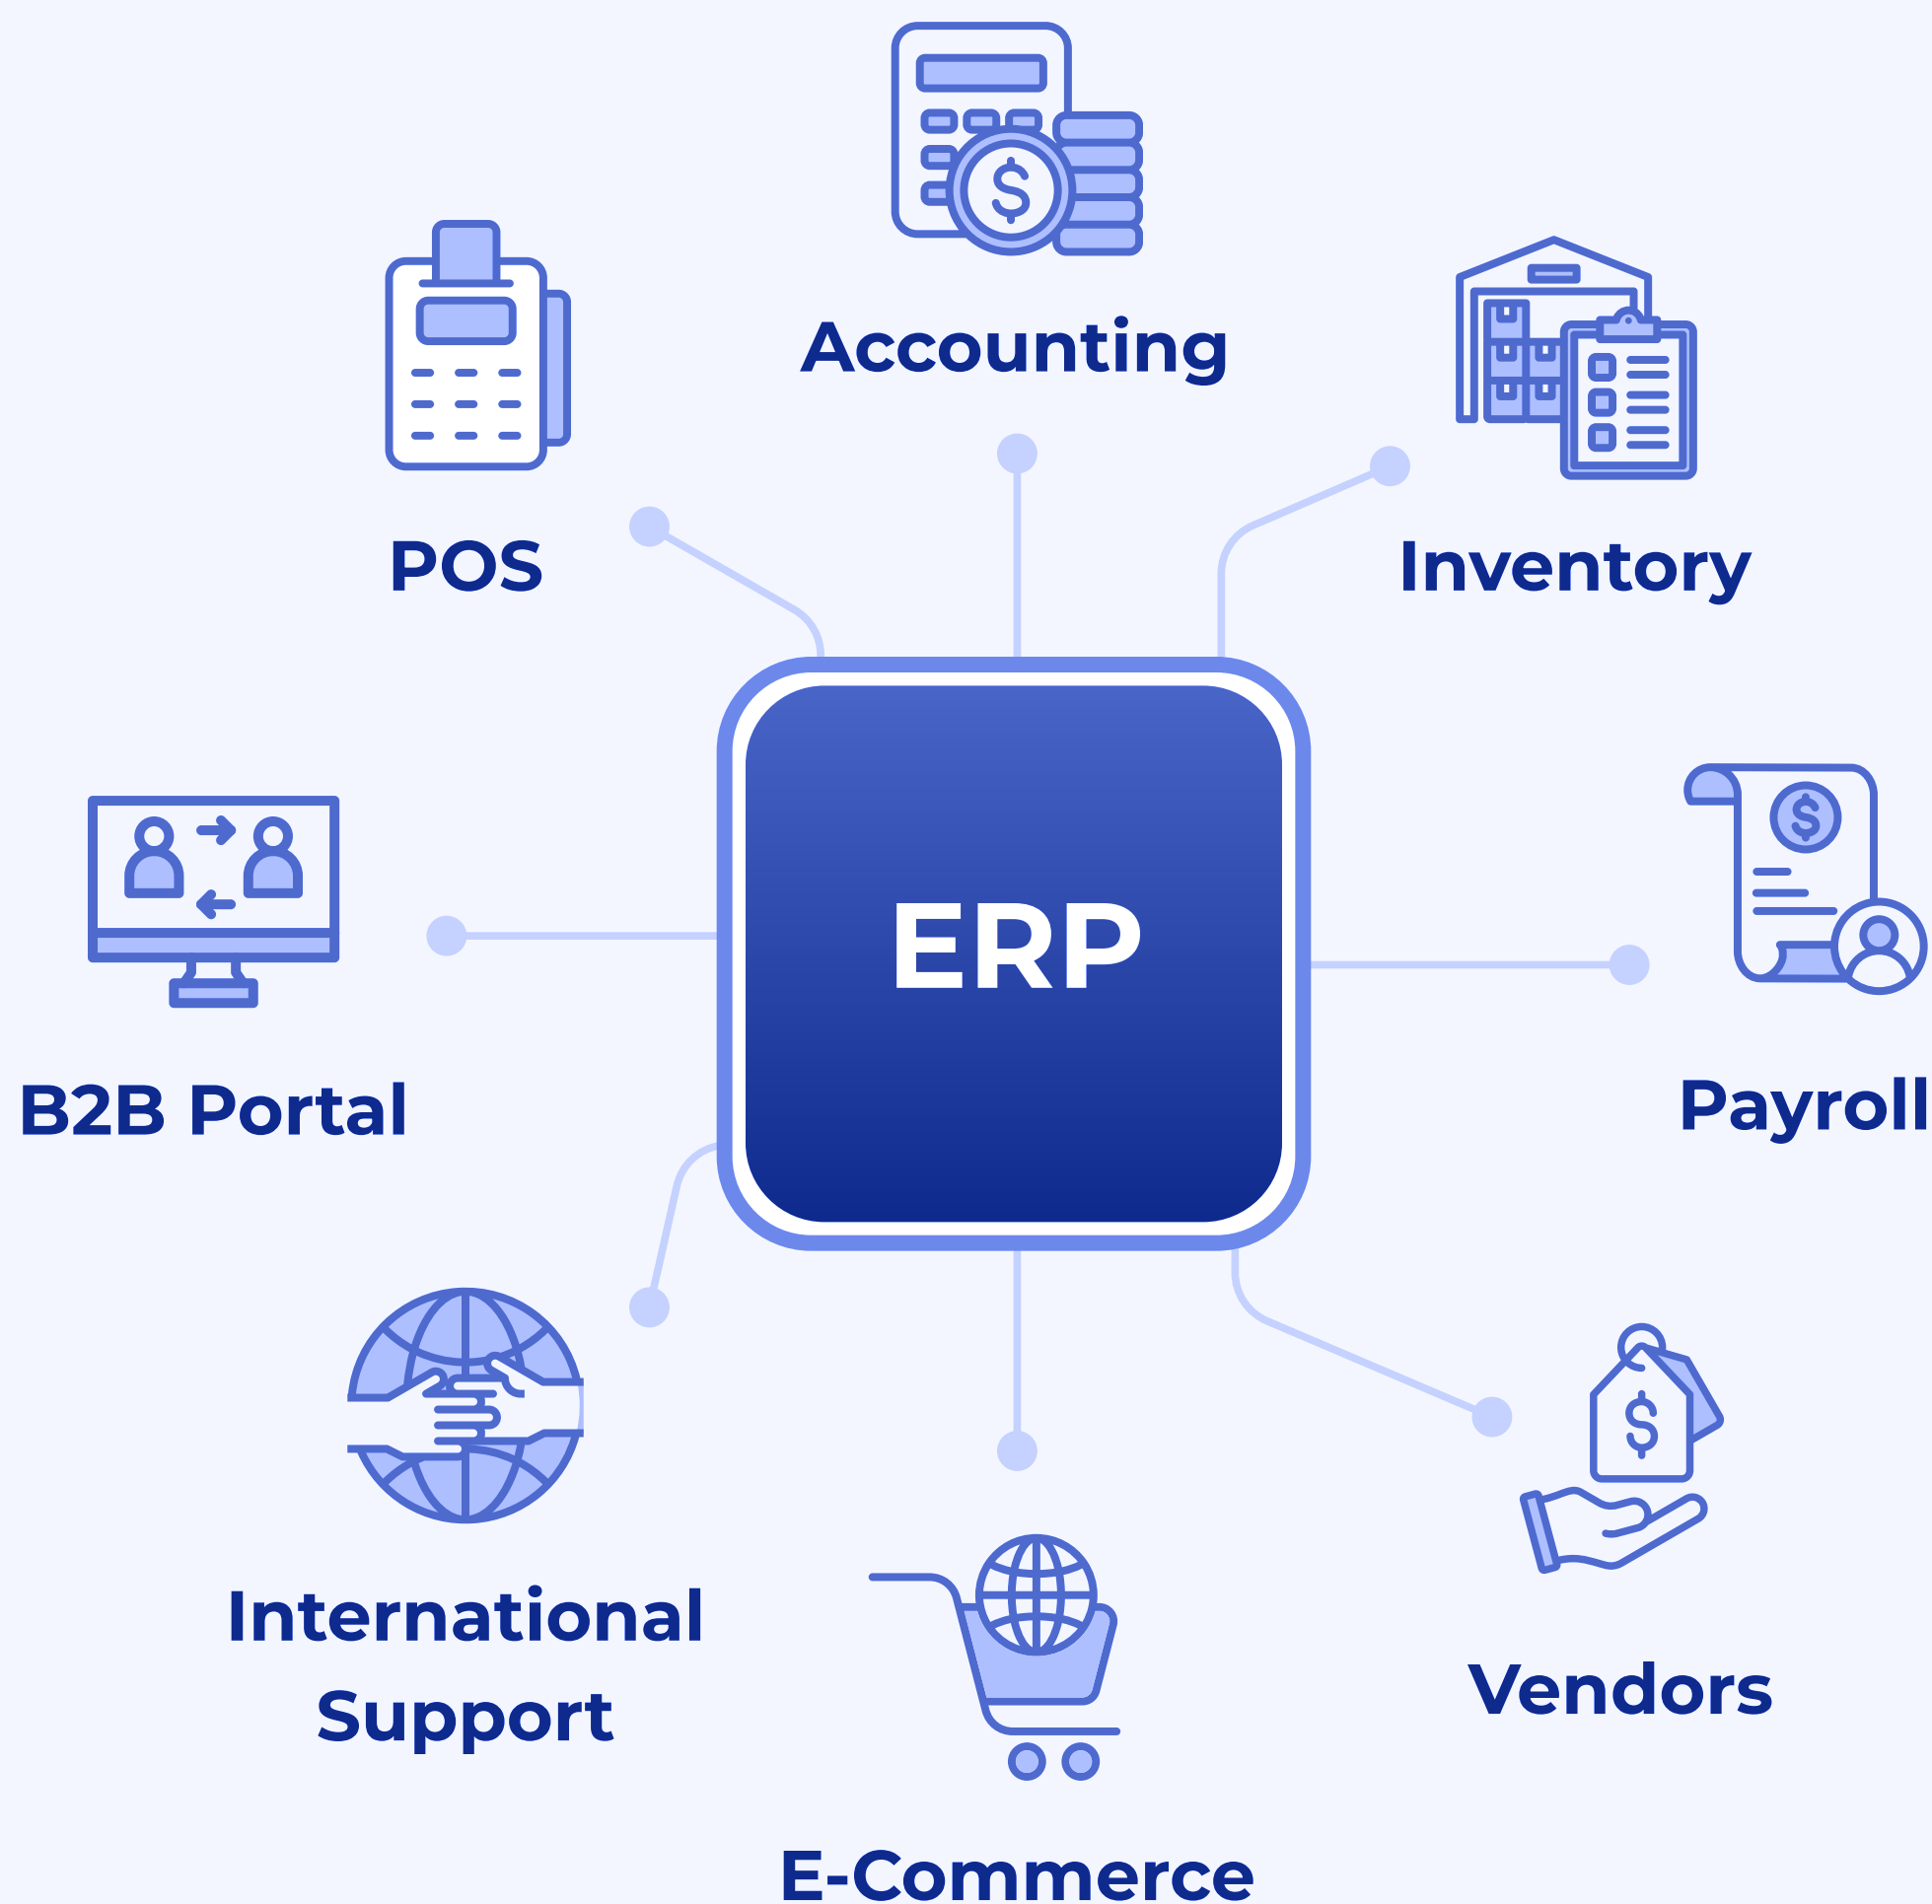 Accounting
POS
Inventory
ERP
B2B Portal
Payroll
International
Support
Vendors
E-Commerce